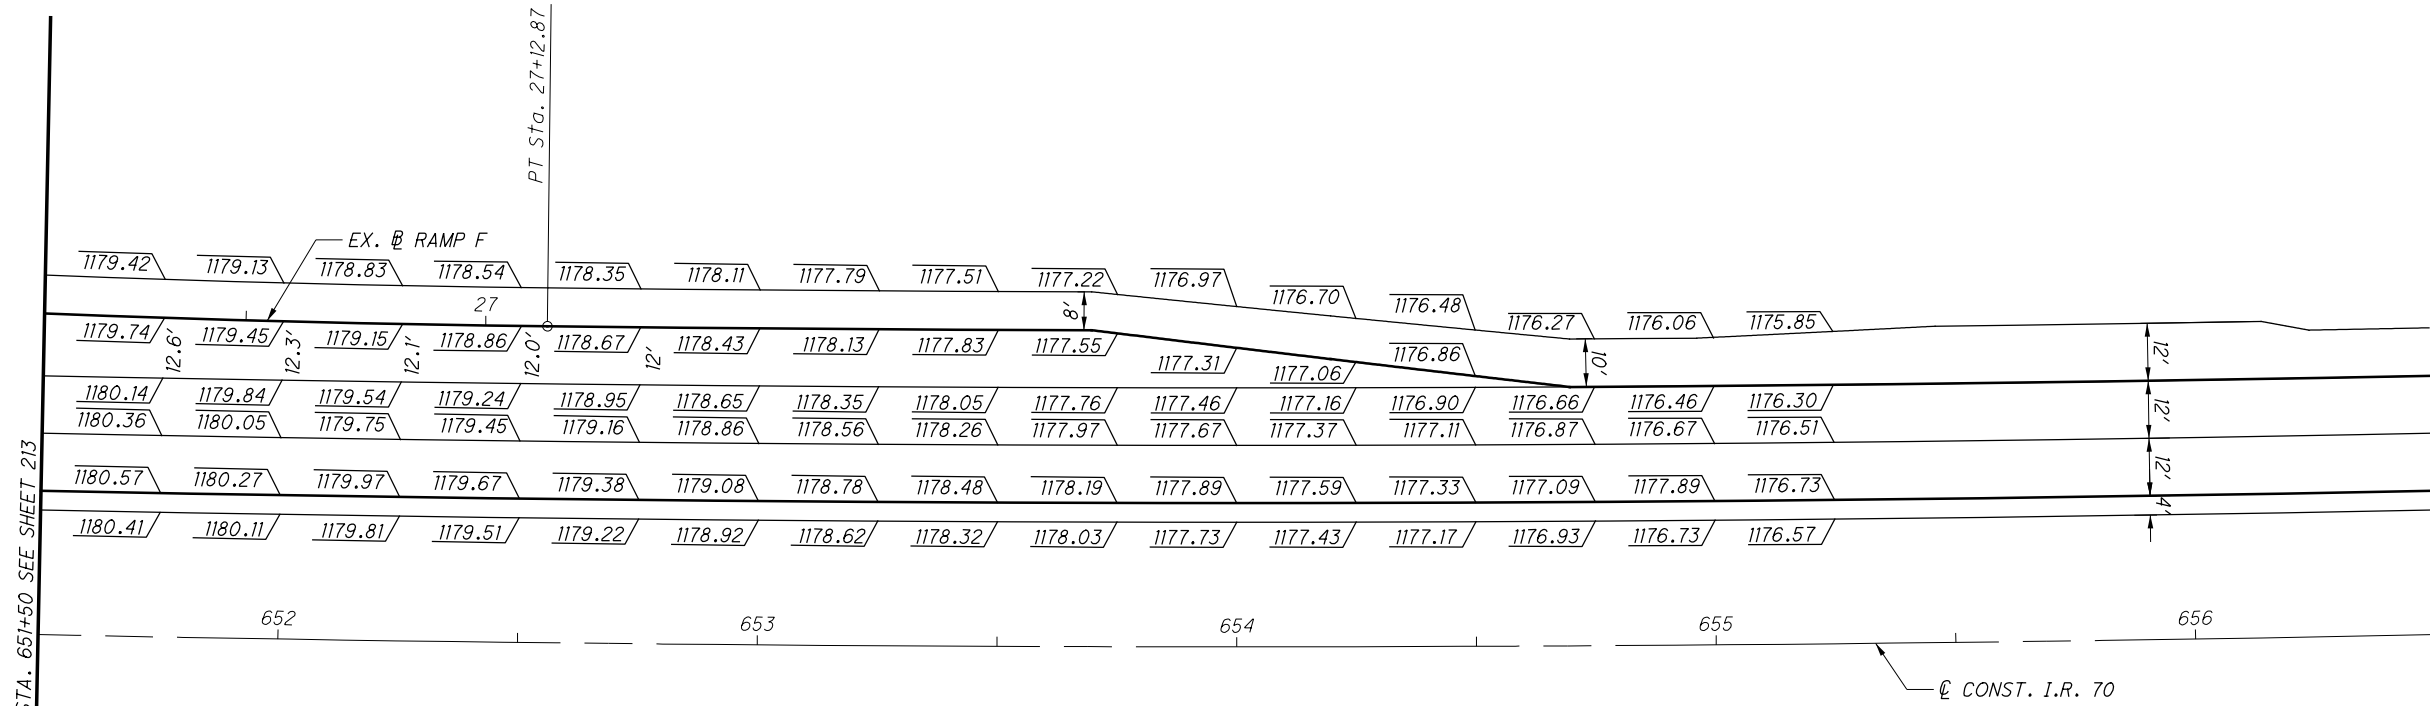 PT Sta. 27+12.87
EX. ℄ RAMP F
27
1179.42 1179.13 1178.83 1178.54 1178.35 1178.11 1177.79 1177.51 1177.22 1176.97 1176.70 1176.48 1176.27 1176.06 1175.85
1179.74 1179.45 1179.15 1178.86 1178.67 1178.43 1178.13 1177.83 1177.55 1177.31 1177.06 1176.86
12.6' 12.3' 12.1' 12.0' 12' 8' 10' 12'
1180.14 1179.84 1179.54 1179.24 1178.95 1178.65 1178.35 1178.05 1177.76 1177.46 1177.16 1176.90 1176.66 1176.46 1176.30
1180.36 1180.05 1179.75 1179.45 1179.16 1178.86 1178.56 1178.26 1177.97 1177.67 1177.37 1177.11 1176.87 1176.67 1176.51
12'
1180.57 1180.27 1179.97 1179.67 1179.38 1179.08 1178.78 1178.48 1178.19 1177.89 1177.59 1177.33 1177.09 1177.89 1176.73
12'
1180.41 1180.11 1179.81 1179.51 1179.22 1178.92 1178.62 1178.32 1178.03 1177.73 1177.43 1177.17 1176.93 1176.73 1176.57
4'
652 653 654 655 656
℄ CONST. I.R. 70
STA. 651+50 SEE SHEET 213